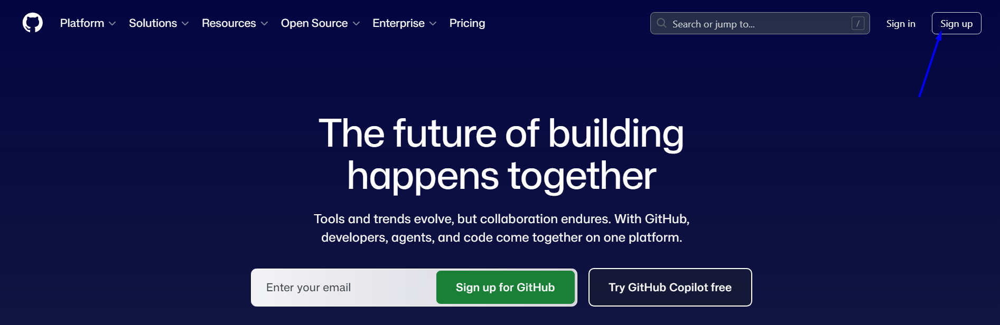 Platform Solutions Resources Open Source Enterprise Pricing Search or jump to... / Sign in Sign up
The future of building
happens together
Tools and trends evolve, but collaboration endures. With GitHub,
developers, agents, and code come together on one platform.
Enter your email Sign up for GitHub Try GitHub Copilot free